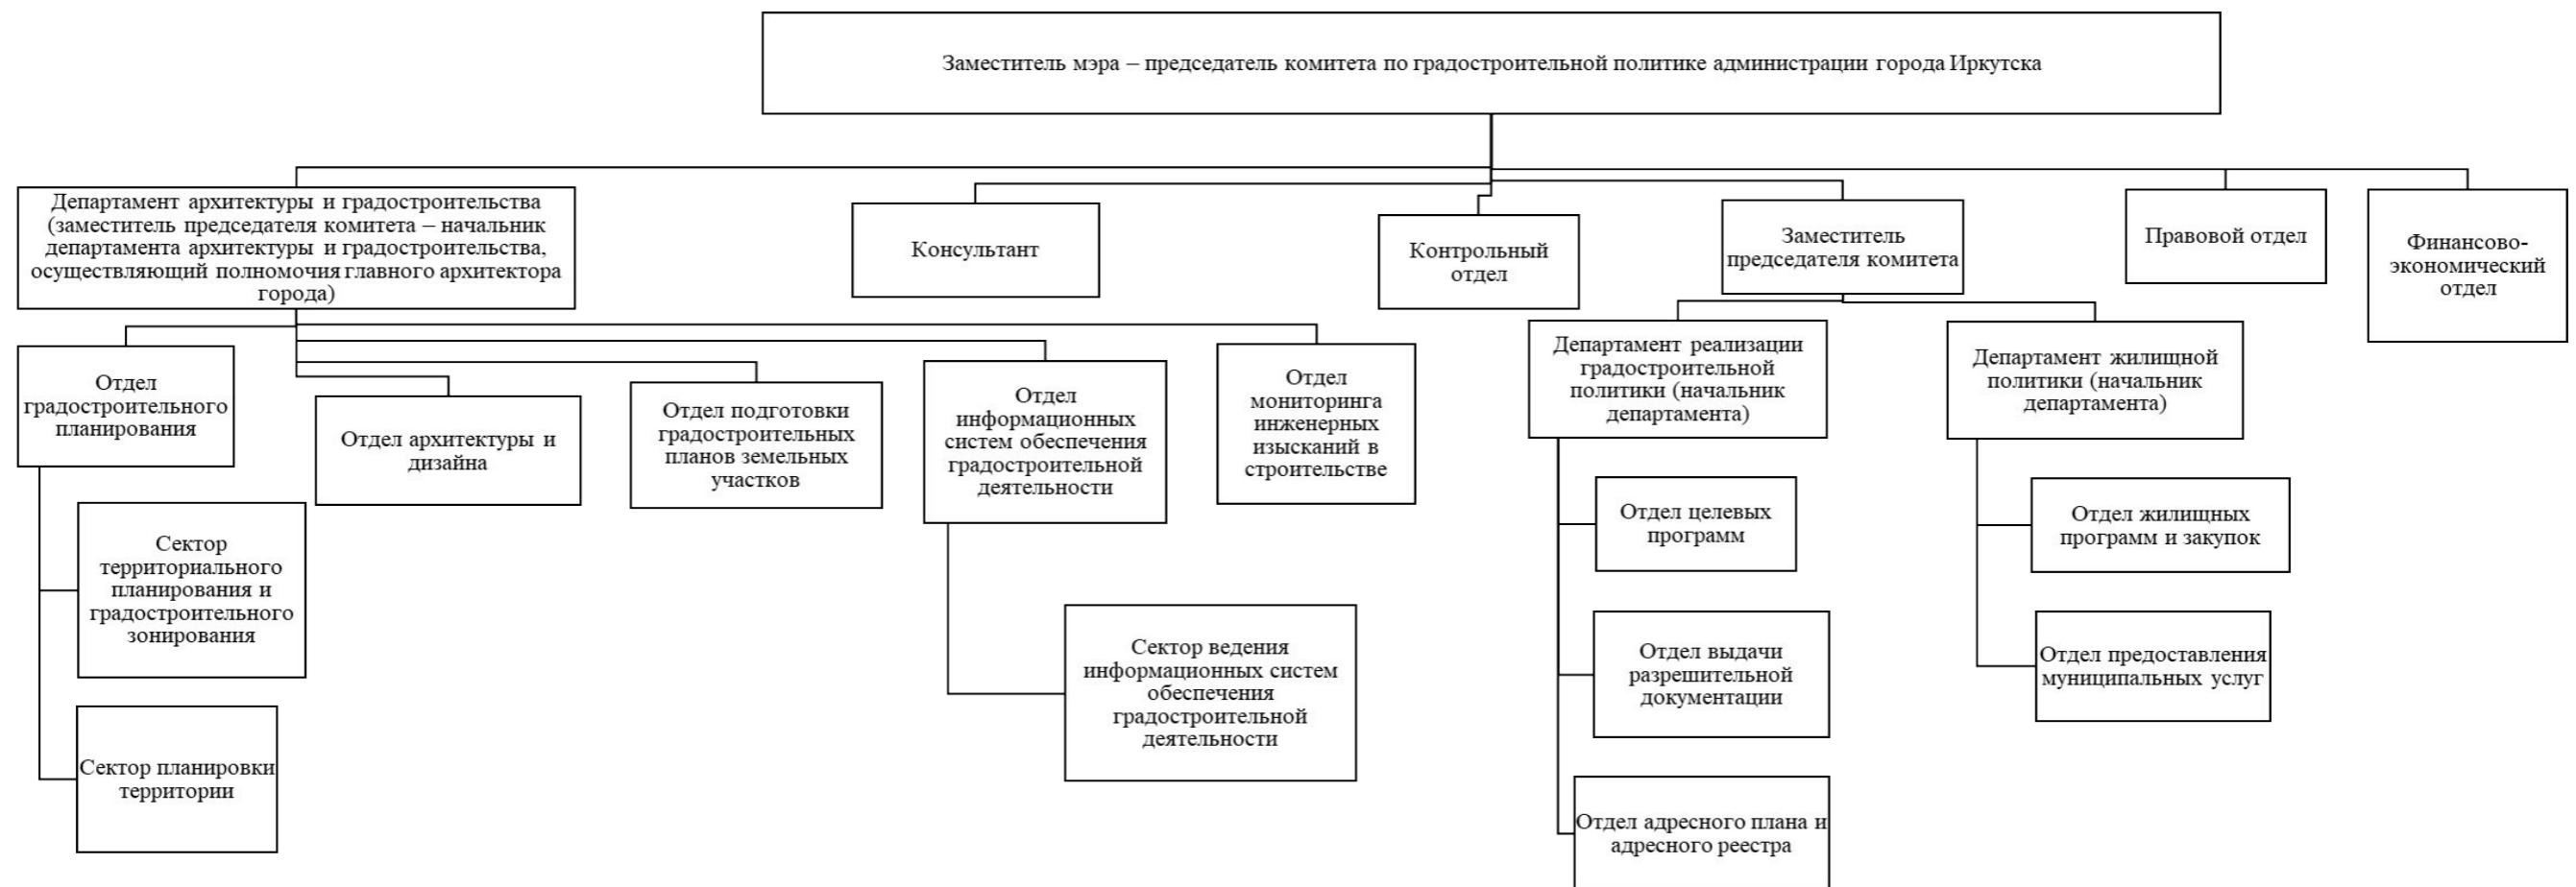 Заместитель мэра – председатель комитета по градостроительной политике администрации города Иркутска
Департамент архитектуры и градостроительства
(заместитель председателя комитета – начальник
департамента архитектуры и градостроительства,
осуществляющий полномочия главного архитектора
города)
Консультант
Контрольный
отдел
Заместитель
председателя комитета
Правовой отдел
Финансово-
экономический
отдел
Отдел
градостроительного
планирования
Отдел архитектуры и
дизайна
Отдел подготовки
градостроительных
планов земельных
участков
Отдел
информационных
систем обеспечения
градостроительной
деятельности
Отдел
мониторинга
инженерных
изысканий в
строительстве
Департамент реализации
градостроительной
политики (начальник
департамента)
Департамент жилищной
политики (начальник
департамента)
Сектор
территориального
планирования и
градостроительного
зонирования
Сектор планировки
территории
Сектор ведения
информационных систем
обеспечения
градостроительной
деятельности
Отдел целевых
программ
Отдел выдачи
разрешительной
документации
Отдел адресного плана и
адресного реестра
Отдел жилищных
программ и закупок
Отдел предоставления
муниципальных услуг